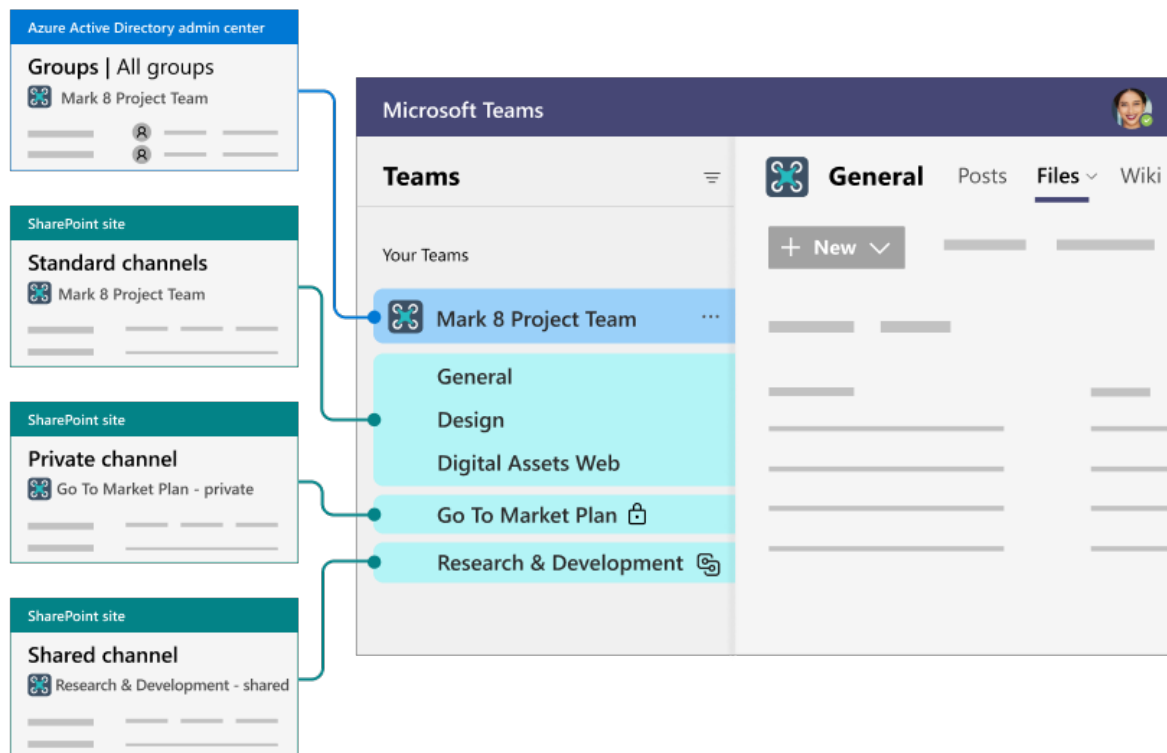 Azure Active Directory admin center
Groups | All groups
Mark 8 Project Team
SharePoint site
Standard channels
Mark 8 Project Team
SharePoint site
Private channel
Go To Market Plan - private
SharePoint site
Shared channel
Research & Development - shared
Microsoft Teams
Teams
Your Teams
Mark 8 Project Team ...
General
Design
Digital Assets Web
Go To Market Plan
Research & Development
General Posts Files Wiki
+ New